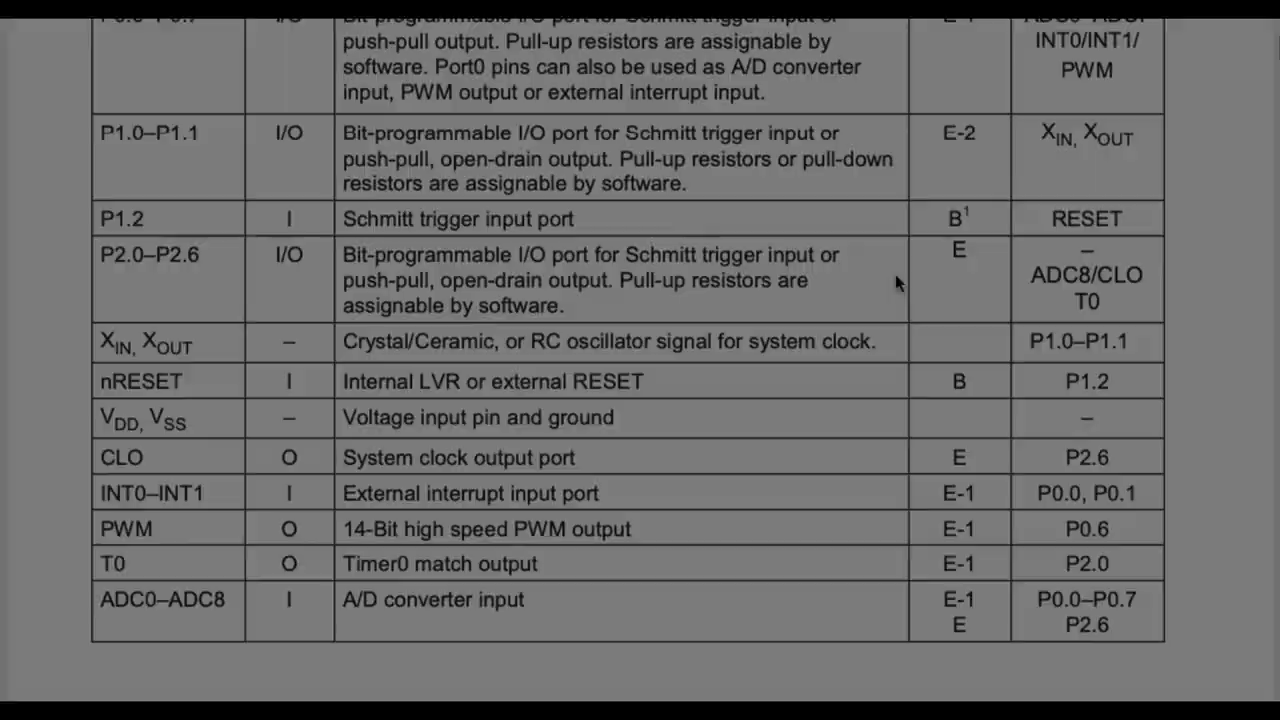 push-pull output. Pull-up resistors are assignable by
software. Port0 pins can also be used as A/D converter
input, PWM output or external interrupt input.
INT0/INT1/
PWM
P1.0–P1.1 I/O Bit-programmable I/O port for Schmitt trigger input or E-2 XIN, XOUT
push-pull, open-drain output. Pull-up resistors or pull-down
resistors are assignable by software.
P1.2 I Schmitt trigger input port B1 RESET
P2.0–P2.6 I/O Bit-programmable I/O port for Schmitt trigger input or E –
push-pull, open-drain output. Pull-up resistors are ADC8/CLO
assignable by software. T0
XIN, XOUT – Crystal/Ceramic, or RC oscillator signal for system clock. P1.0–P1.1
nRESET I Internal LVR or external RESET B P1.2
VDD, VSS – Voltage input pin and ground –
CLO O System clock output port E P2.6
INT0–INT1 I External interrupt input port E-1 P0.0, P0.1
PWM O 14-Bit high speed PWM output E-1 P0.6
T0 O Timer0 match output E-1 P2.0
ADC0–ADC8 I A/D converter input E-1 P0.0–P0.7
E P2.6